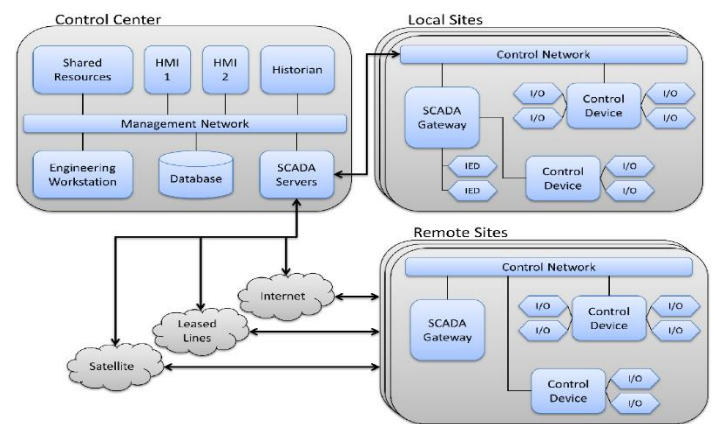 Control Center
Shared
Resources
HMI
1
HMI
2
Historian
Management Network
Engineering
Workstation
Database
SCADA
Servers
Local Sites
Control Network
SCADA
Gateway
I/O
I/O
Control
Device
I/O
I/O
IED
IED
Control
Device
I/O
I/O
Internet
Leased
Lines
Satellite
Remote Sites
Control Network
SCADA
Gateway
I/O
I/O
Control
Device
I/O
I/O
Control
Device
I/O
I/O